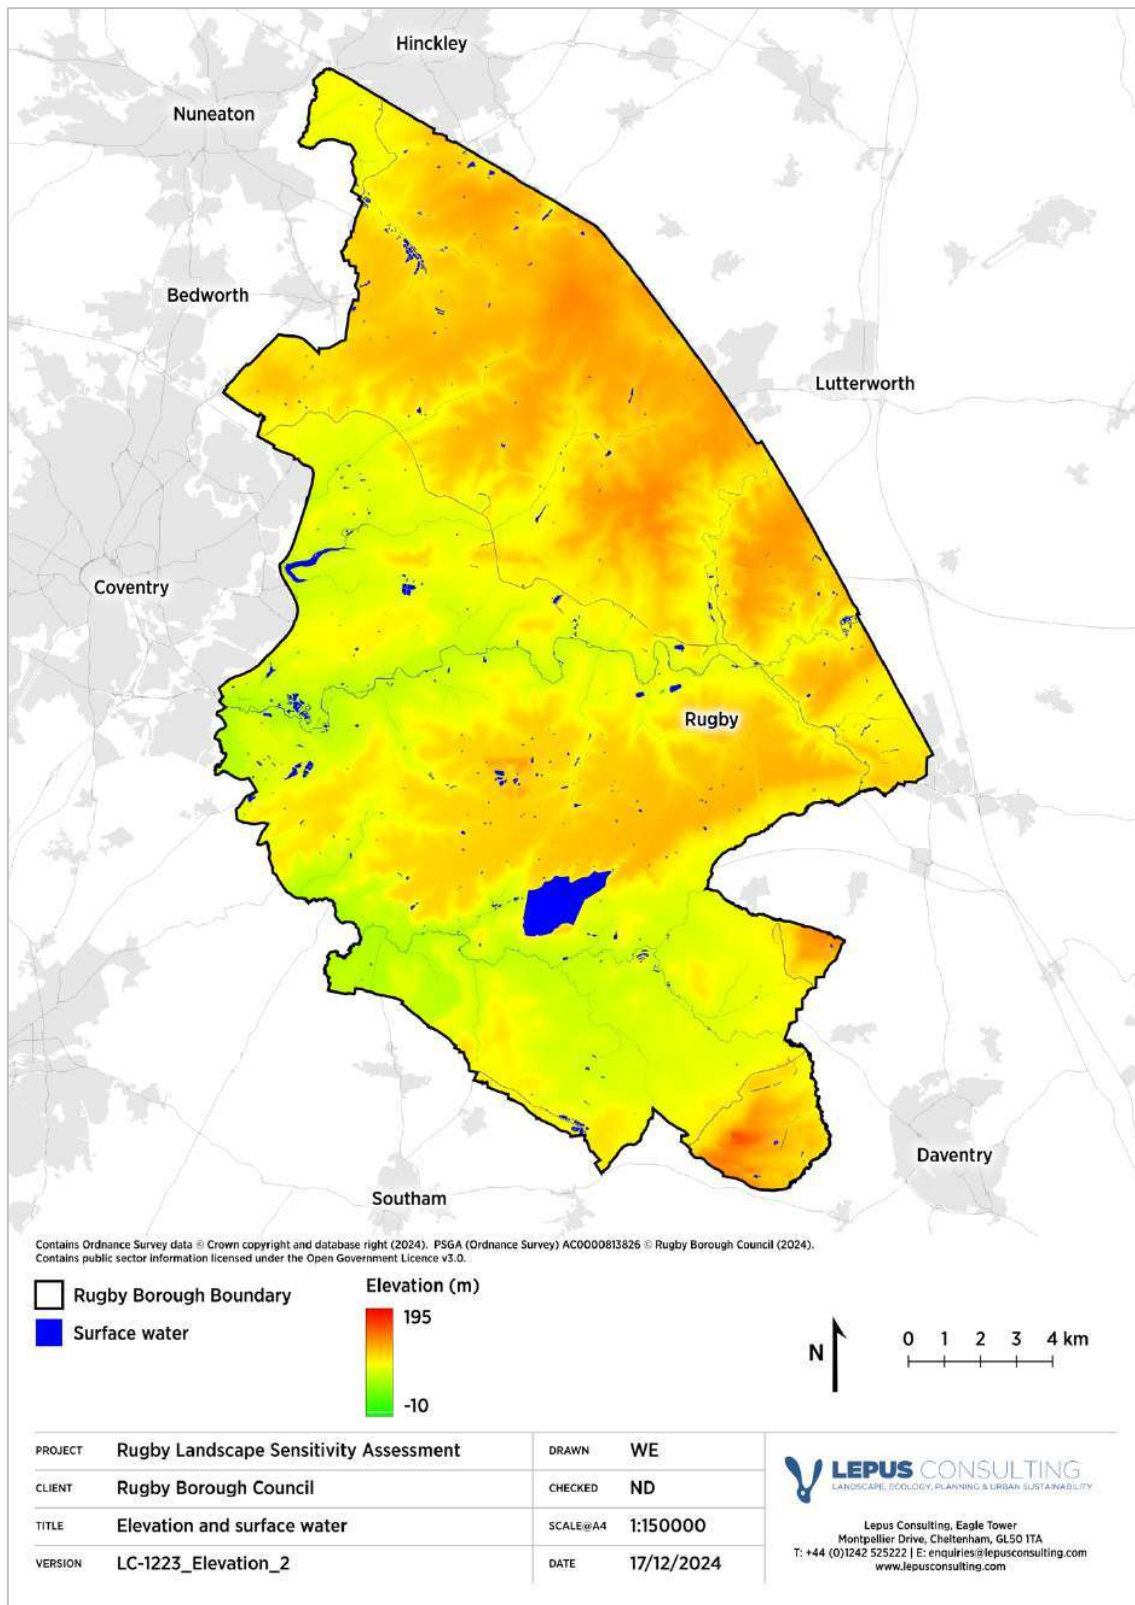 Hinckley
Nuneaton
Bedworth
Lutterworth
Coventry
Rugby
Daventry
Southam
Contains Ordnance Survey data © Crown copyright and database right (2024). PSGA (Ordnance Survey) AC0000813826 © Rugby Borough Council (2024).
Contains public sector information licensed under the Open Government Licence v3.0.
Rugby Borough Boundary
Surface water
Elevation (m)
195
-10
N
0 1 2 3 4 km
PROJECT Rugby Landscape Sensitivity Assessment
CLIENT Rugby Borough Council
TITLE Elevation and surface water
VERSION LC-1223_Elevation_2
DRAWN WE
CHECKED ND
SCALE@A4 1:150000
DATE 17/12/2024
LEPUS CONSULTING
LANDSCAPE, ECOLOGY, PLANNING & URBAN SUSTAINABILITY
Lepus Consulting, Eagle Tower
Montpellier Drive, Cheltenham, GL50 1TA
T: +44 (0)1242 525222 | E: enquiries@lepusconsulting.com
www.lepusconsulting.com